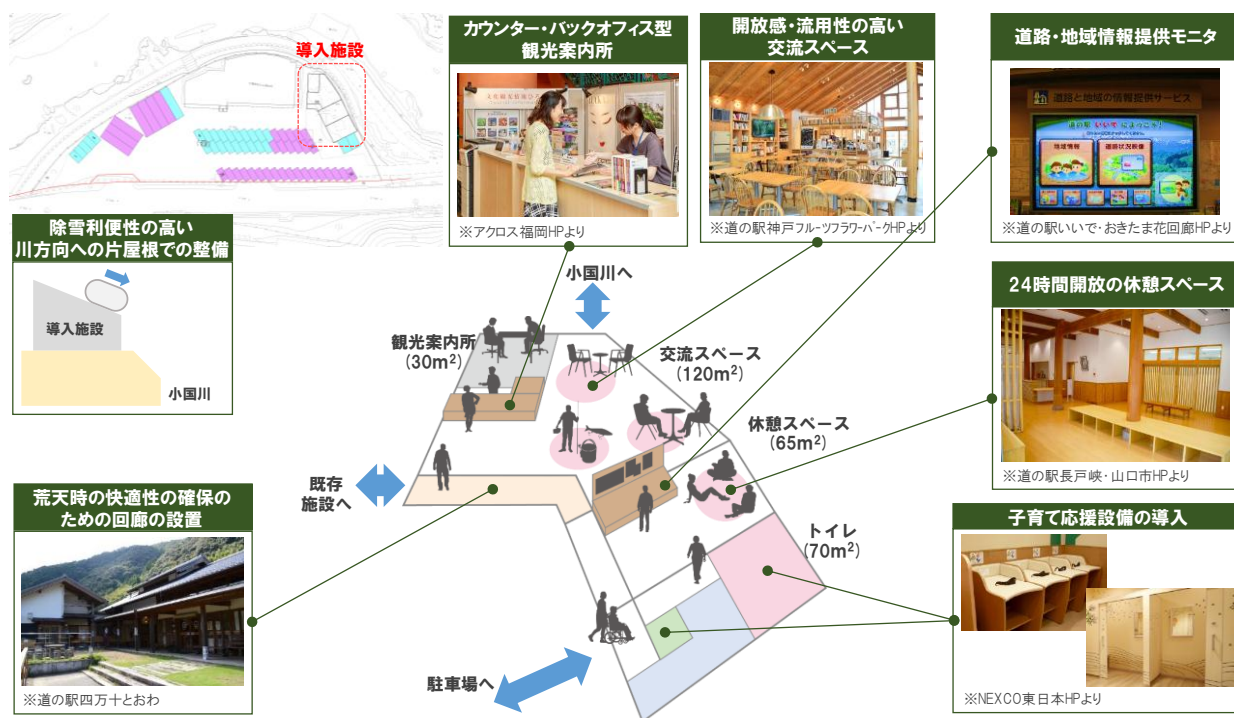 導入施設
カウンター・バックオフィス型
観光案内所
※アクロス福岡HPより
開放感・流用性の高い
交流スペース
※道の駅神戸フルーツフラワーパークHPより
道路・地域情報提供モニタ
道路と地域の情報提供サービス
道の駅 いいで によっこそ!
地域情報
道路状況映像
※道の駅いいで・おきたま花回廊HPより
除雪利便性の高い
川方向への片屋根での整備
導入施設
小国川
小国川へ
観光案内所
(30m²)
交流スペース
(120m²)
休憩スペース
(65m²)
24時間開放の休憩スペース
※道の駅長戸峡・山口市HPより
既存
施設へ
荒天時の快適性の確保の
ための回廊の設置
※道の駅四万十とおわ
トイレ
(70m²)
駐車場へ
子育て応援設備の導入
※NEXCO東日本HPより